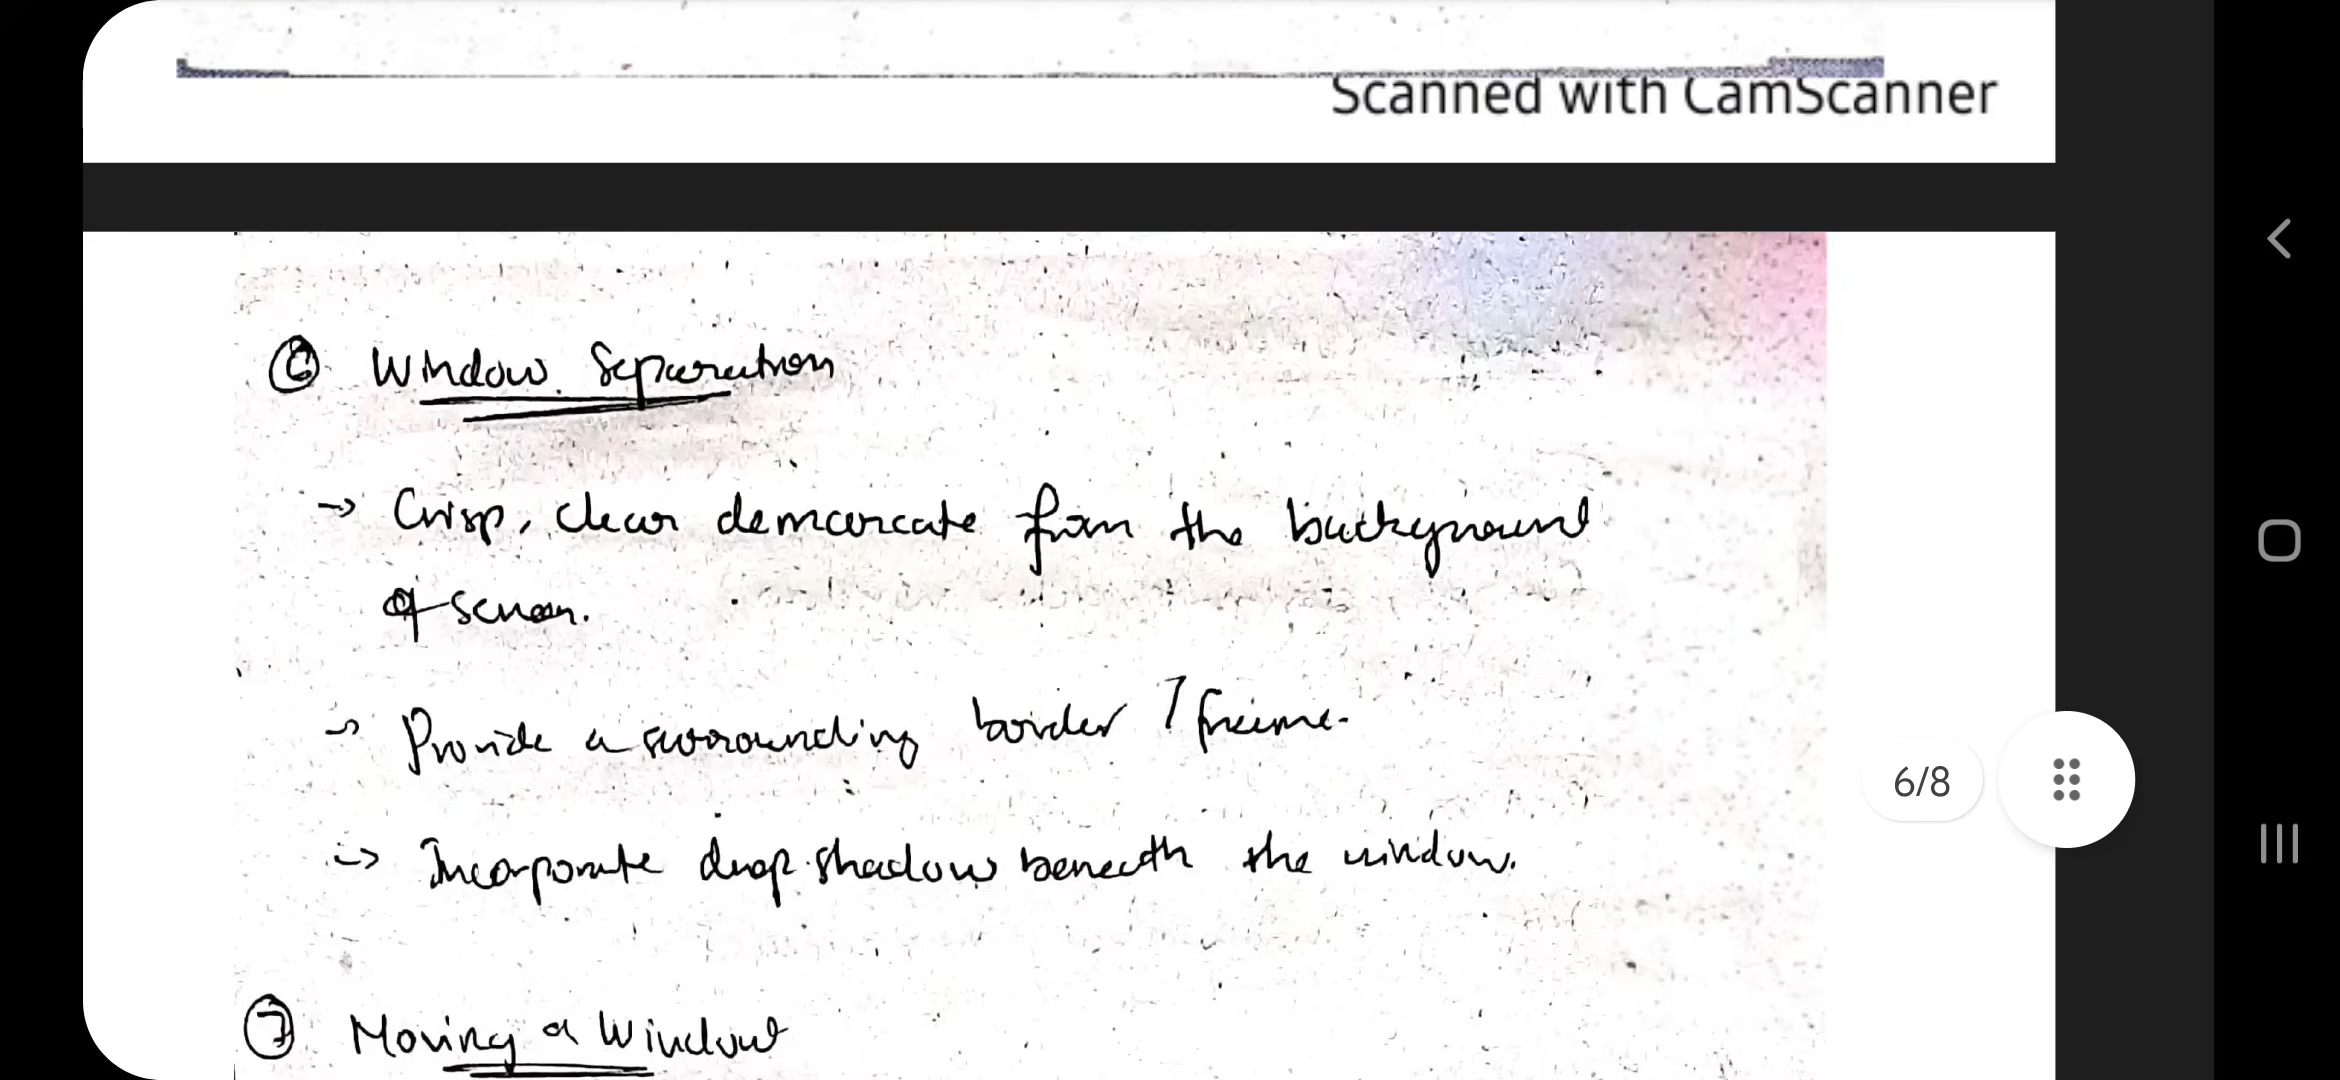 Scanned with CamScanner
⑥ Window Separation
→ Crisp, clear demarcate from the background
of screen.
→ Provide a surrounding border / frame.
→ Incorporate drop shadow beneath the window.
6/8
⑦ Moving a Window